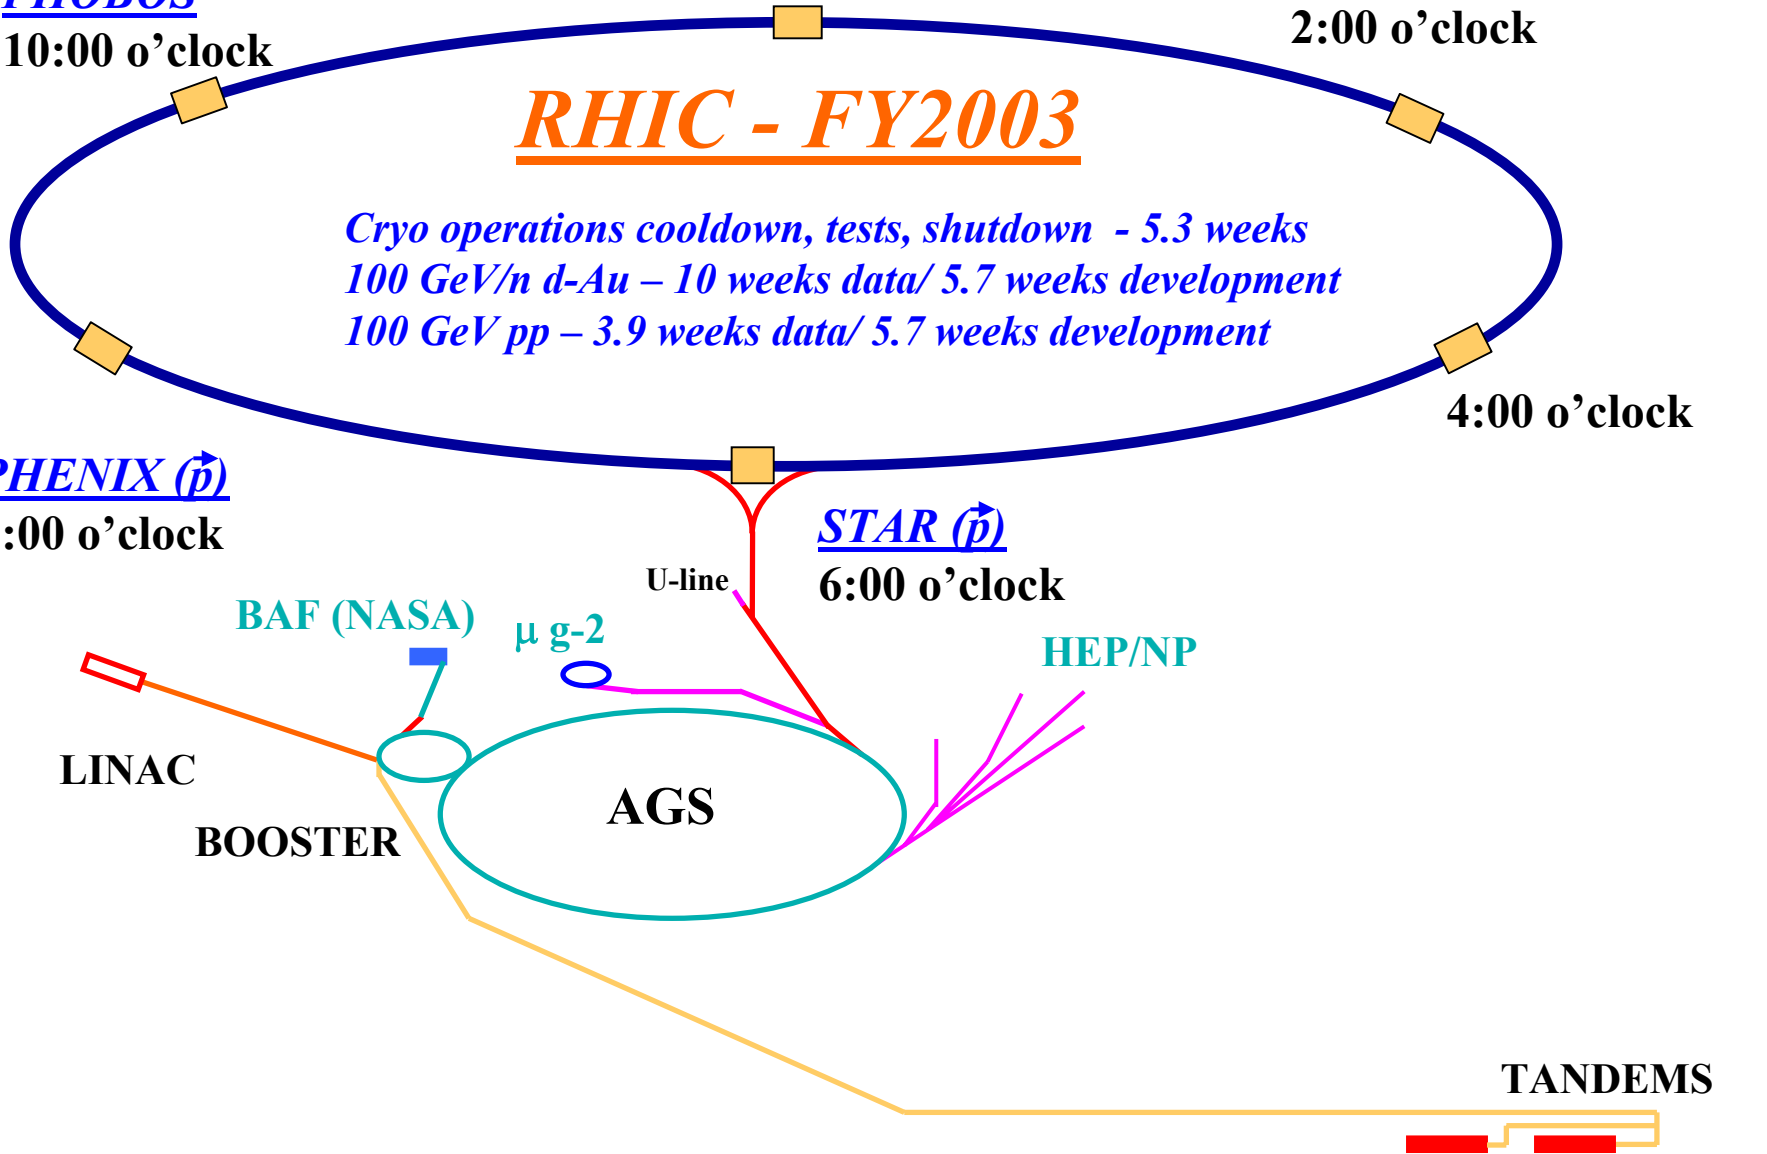 PHOBOS
10:00 o’clock
2:00 o’clock
RHIC - FY2003
Cryo operations cooldown, tests, shutdown - 5.3 weeks
100 GeV/n d-Au – 10 weeks data/ 5.7 weeks development
100 GeV pp – 3.9 weeks data/ 5.7 weeks development
4:00 o’clock
PHENIX (p)
:00 o’clock
STAR (p)
6:00 o’clock
U-line
BAF (NASA)
μ g-2
HEP/NP
LINAC
AGS
BOOSTER
TANDEMS